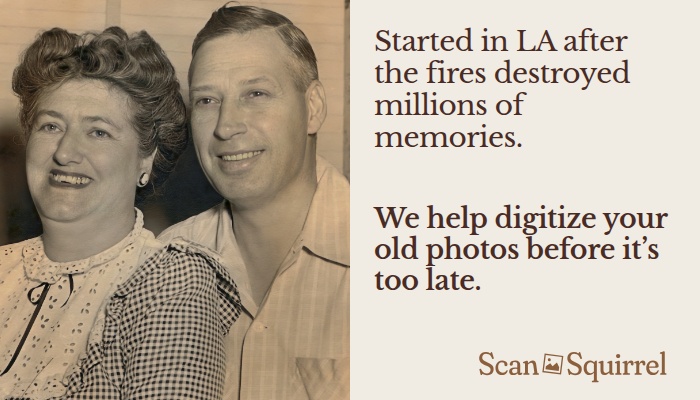 Started in LA after
the fires destroyed
millions of
memories.
We help digitize your
old photos before it’s
too late.
Scan Squirrel